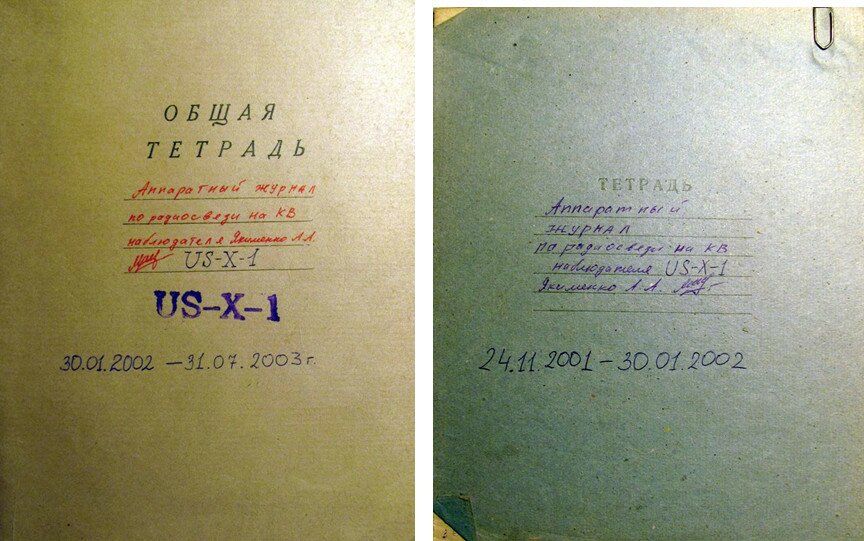 ОБЩАЯ
ТЕТРАДЬ
Аппаратный журнал
по радиосвязи на КВ
наблюдателя Якименко Л.А.
US-X-1
US-X-1
30.01.2002 – 31.07.2003 г.
ТЕТРАДЬ
Аппаратный
журнал
по радиосвязи на КВ
наблюдателя US-X-1
Якименко Л.А.
24.11.2001 – 30.01.2002